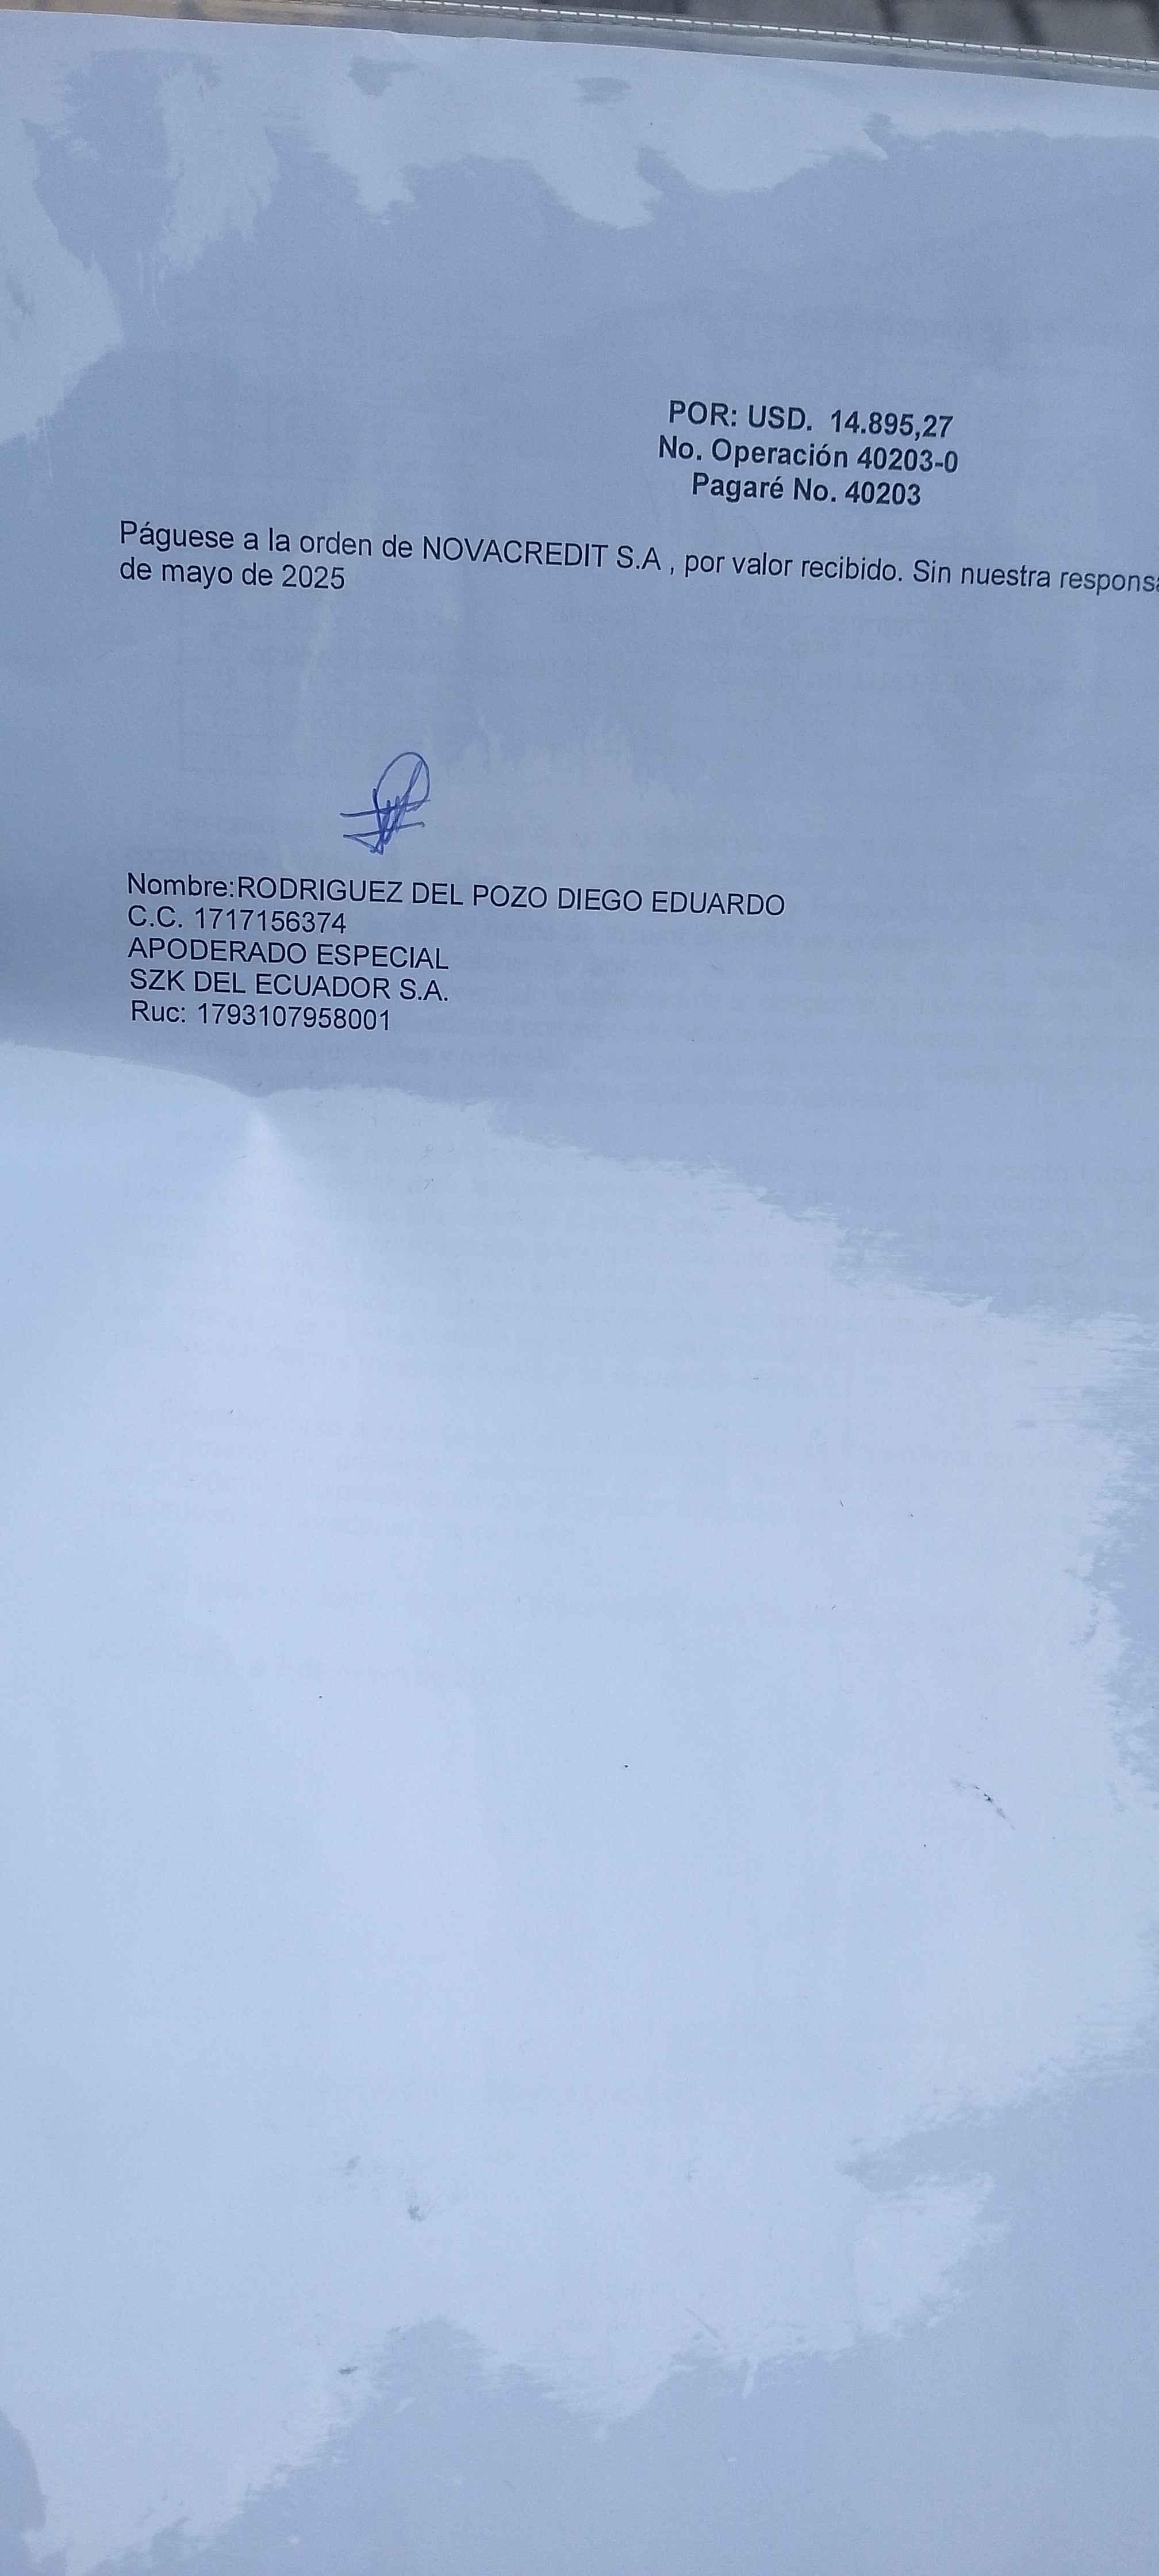 POR: USD. 14.895,27
No. Operación 40203-0
Pagaré No. 40203
Páguese a la orden de NOVACREDIT S.A , por valor recibido. Sin nuestra
de mayo de 2025
Nombre:RODRIGUEZ DEL POZO DIEGO EDUARDO
C.C. 1717156374
APODERADO ESPECIAL
SZK DEL ECUADOR S.A.
Ruc: 1793107958001